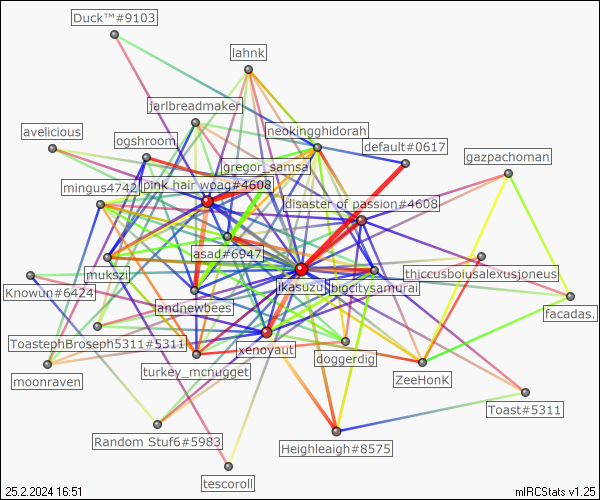 Duck™#9103
lahnk
jarlbreadmaker
avelicious
ogshroom
neokingghidorah
default#0617
gazpachoman
gregor_samsa
mingus4742
pink hair woag#4608
disaster of passion#4608
asad#6947
mukszi
thiccusboiusalexusjoneus
Knowun#6424
jkasuzu
bigcitysamurai
landnewbees
facadas.
ToastephBroseph5311#5311
xenoyaut
doggerdig
moonraven
turkey_mcnugget
ZeeHonK
Toast#5311
Random Stuf6#5983
Heighleaigh#8575
tescoroll
25.2.2024 16:51
mIRCStats v1.25